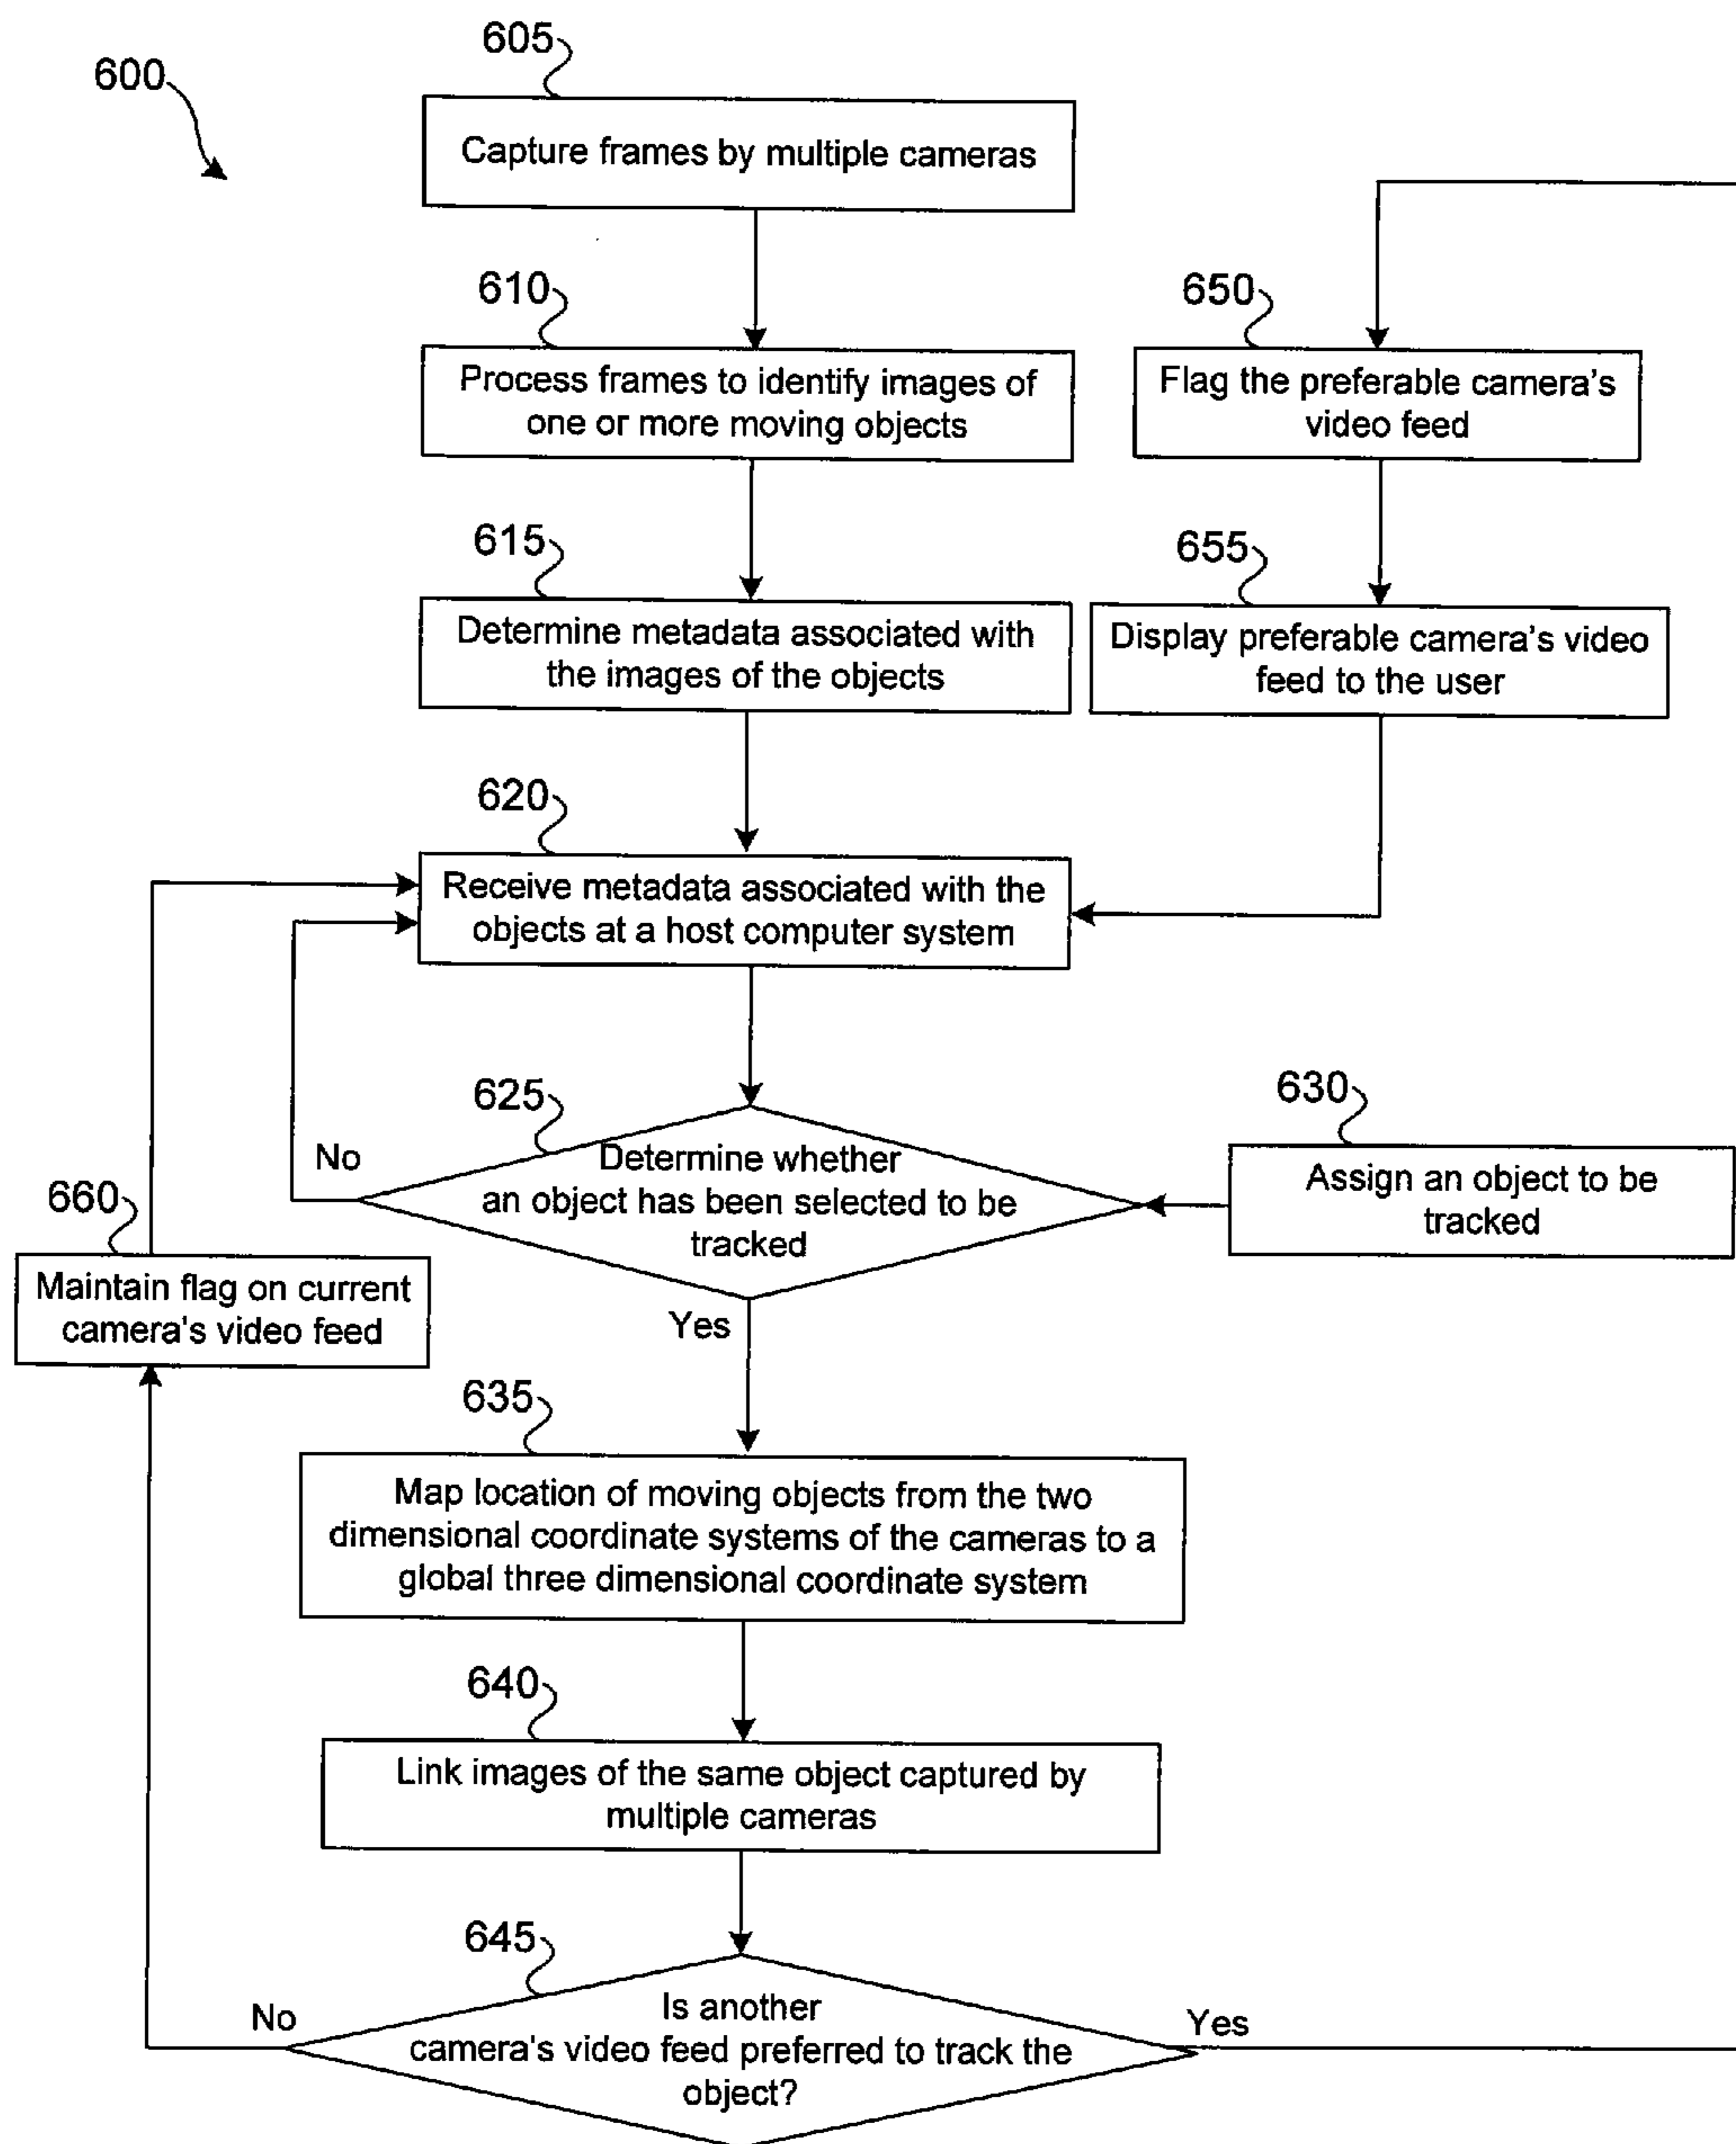 600
605
Capture frames by multiple cameras
610
Process frames to identify images of
one or more moving objects
650
Flag the preferable camera's
video feed
615
Determine metadata associated with
the images of the objects
655
Display preferable camera's video
feed to the user
620
Receive metadata associated with the
objects at a host computer system
625
No
Determine whether
an object has been selected to be
tracked
Yes
630
Assign an object to be
tracked
660
Maintain flag on current
camera's video feed
635
Map location of moving objects from the two
dimensional coordinate systems of the cameras to a
global three dimensional coordinate system
640
Link images of the same object captured by
multiple cameras
645
No
Is another
camera's video feed preferred to track the
object?
Yes